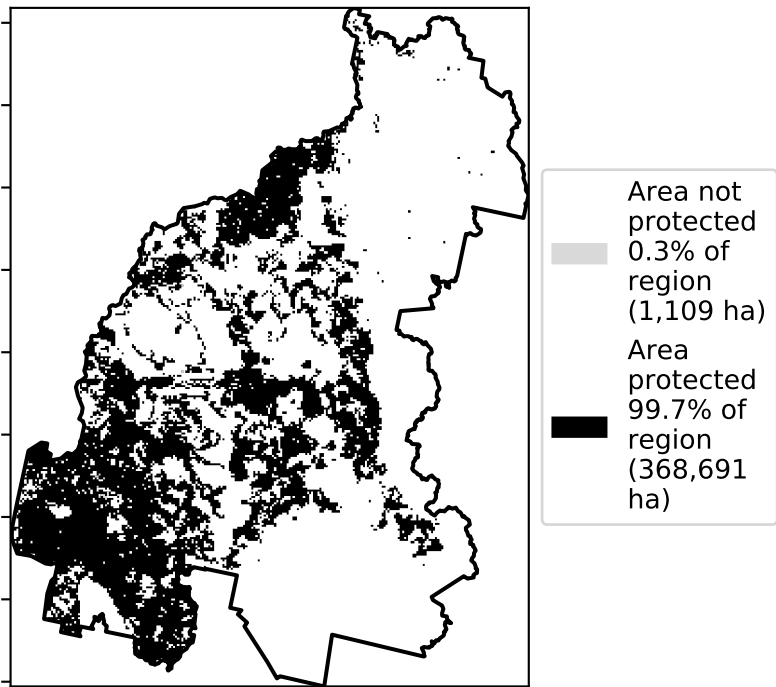 Area not
protected
0.3% of
region
(1,109 ha)
Area
protected
99.7% of
region
(368,691
ha)